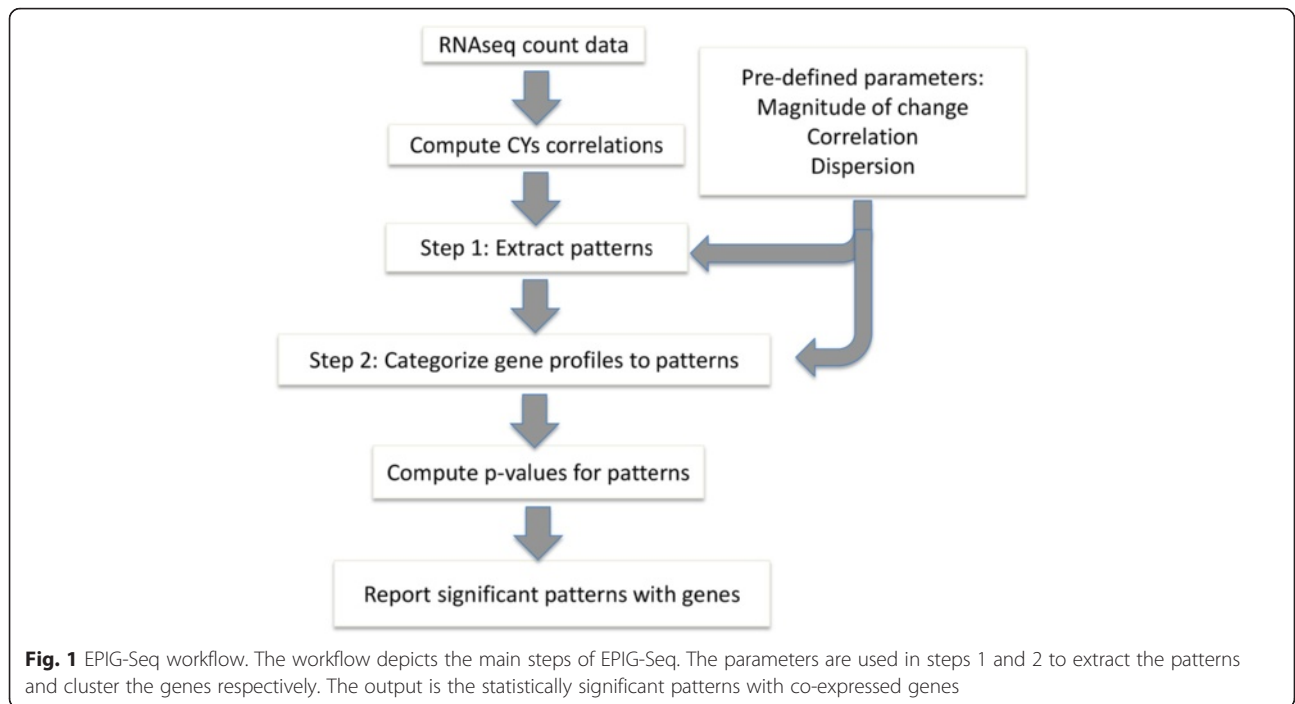 RNAseq count data
Pre-defined parameters:
Magnitude of change
Correlation
Dispersion
Compute CYs correlations
Step 1: Extract patterns
Step 2: Categorize gene profiles to patterns
Compute p-values for patterns
Report significant patterns with genes
Fig. 1 EPIG-Seq workflow. The workflow depicts the main steps of EPIG-Seq. The parameters are used in steps 1 and 2 to extract the patterns
and cluster the genes respectively. The output is the statistically significant patterns with co-expressed genes